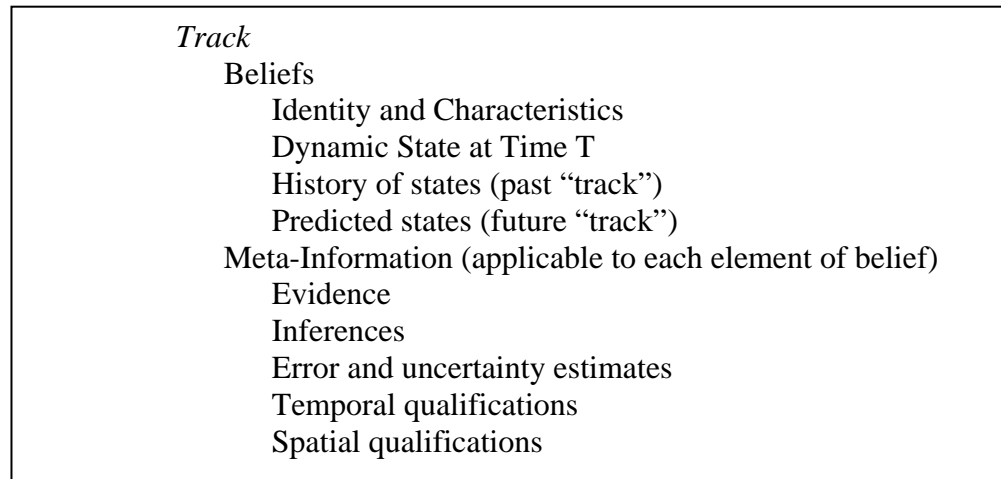 Track
Beliefs
Identity and Characteristics
Dynamic State at Time T
History of states (past “track”)
Predicted states (future “track”)
Meta-Information (applicable to each element of belief)
Evidence
Inferences
Error and uncertainty estimates
Temporal qualifications
Spatial qualifications